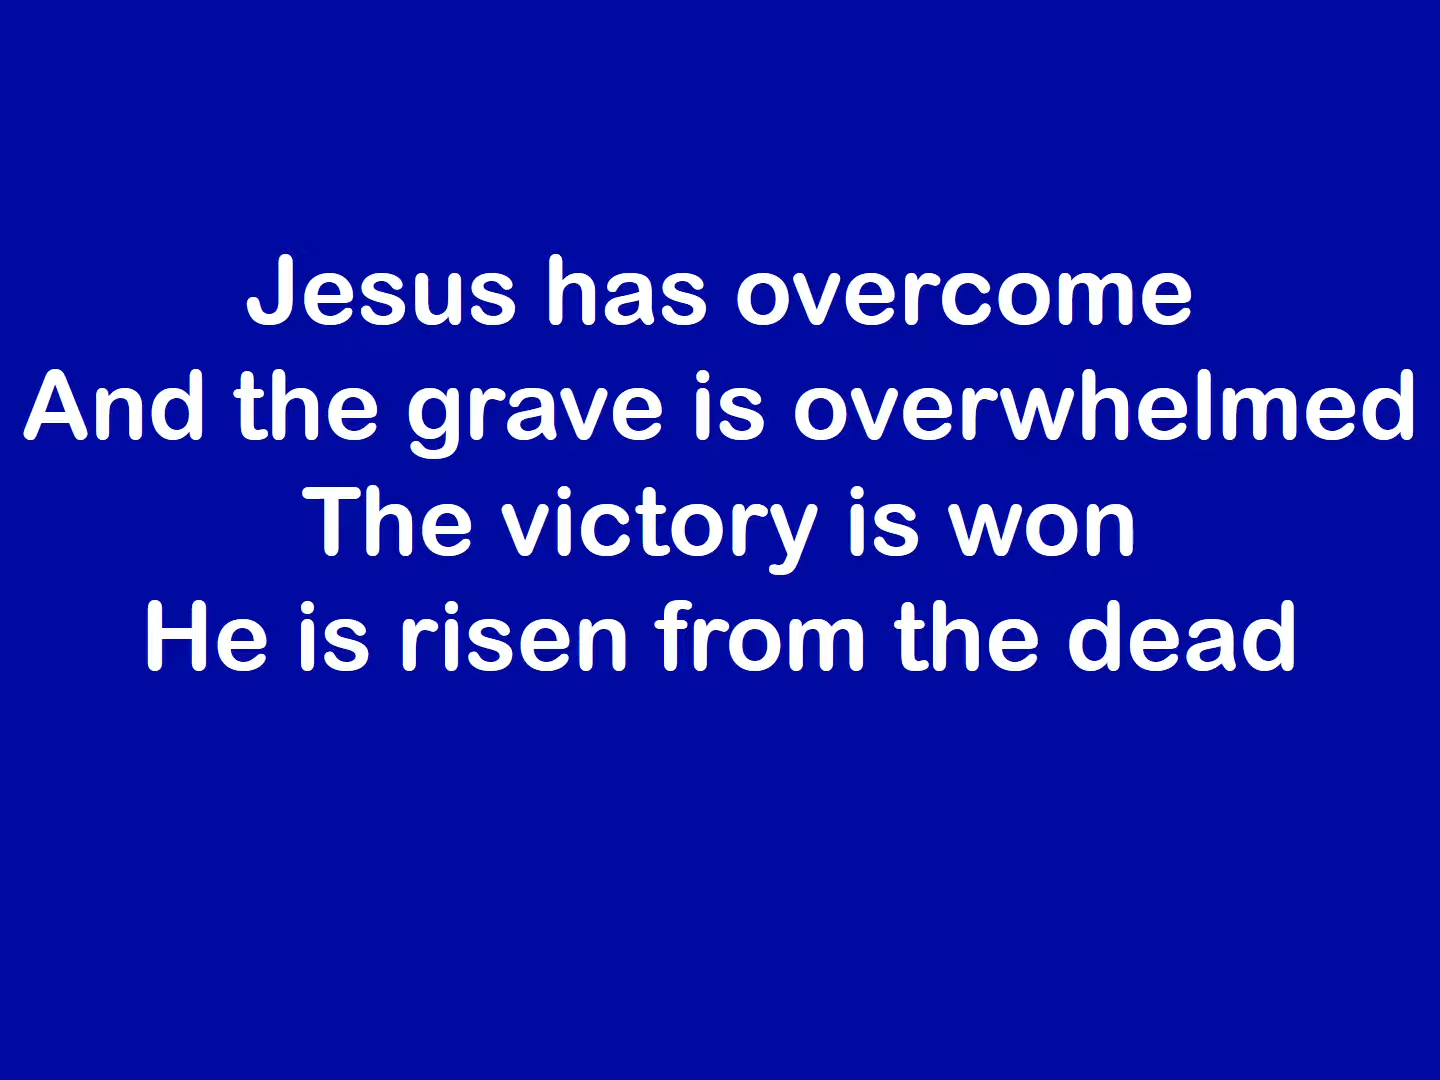 Jesus has overcome
And the grave is overwhelmed
The victory is won
He is risen from the dead